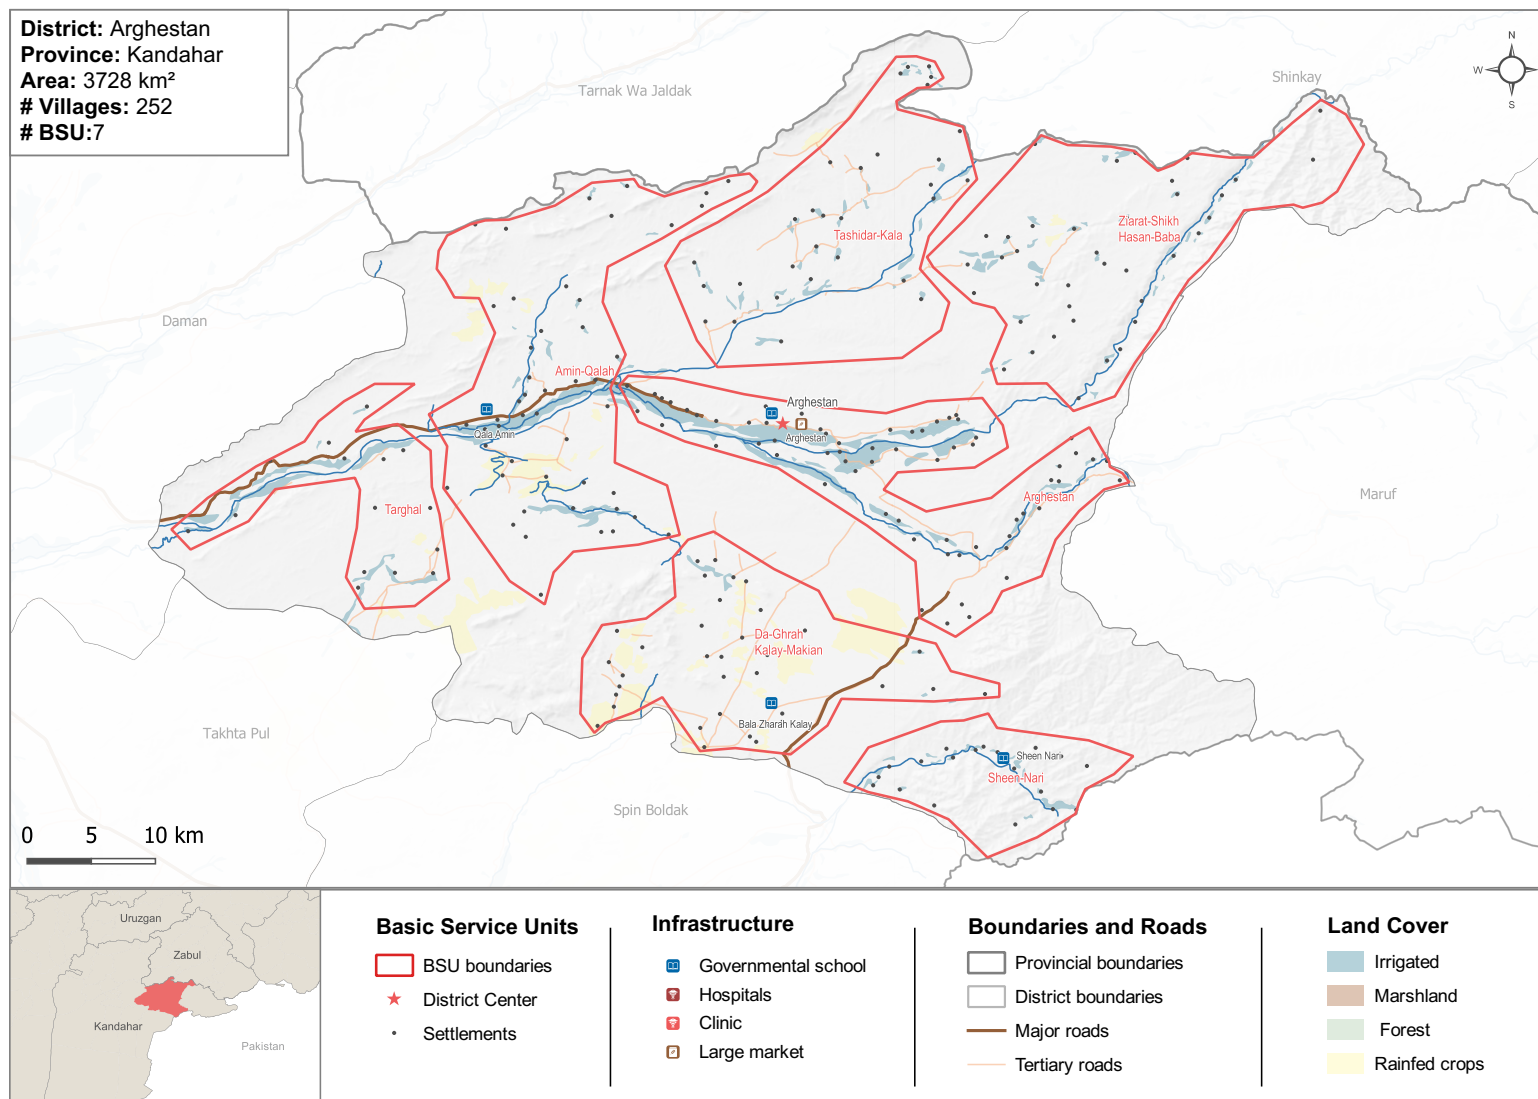 District: Arghestan
Province: Kandahar
Area: 3728 km²
# Villages: 252
# BSU:7
Tarnak Wa Jaldak
Shinkay
N
W
S
Tashidar-Kala
Ziarat-Shikh
Hasan-Baba
Daman
Amin-Qalah
Arghestan
Qala Amin
Arghestan
Maruf
Arghestan
Targhal
Da-Ghrah
Kalay-Makian
Takhta Pul
Bala Zharah Kalay
Sheen Nari
Sheen-Nari
Spin Boldak
0 5 10 km
Uruzgan
Zabul
Kandahar
Pakistan
Basic Service Units
BSU boundaries
District Center
Settlements
Infrastructure
Governmental school
Hospitals
Clinic
Large market
Boundaries and Roads
Provincial boundaries
District boundaries
Major roads
Tertiary roads
Land Cover
Irrigated
Marshland
Forest
Rainfed crops